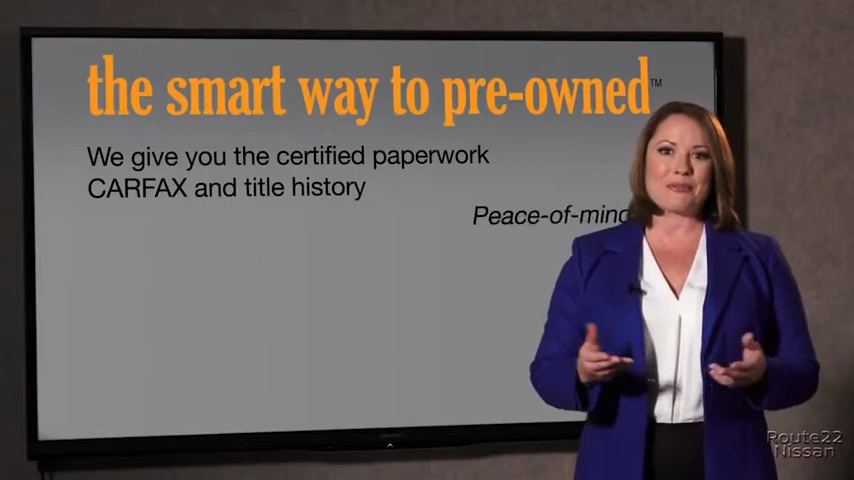 the smart way to pre-owned™
We give you the certified paperwork
CARFAX and title history
Peace-of-mind
Route22
Nissan